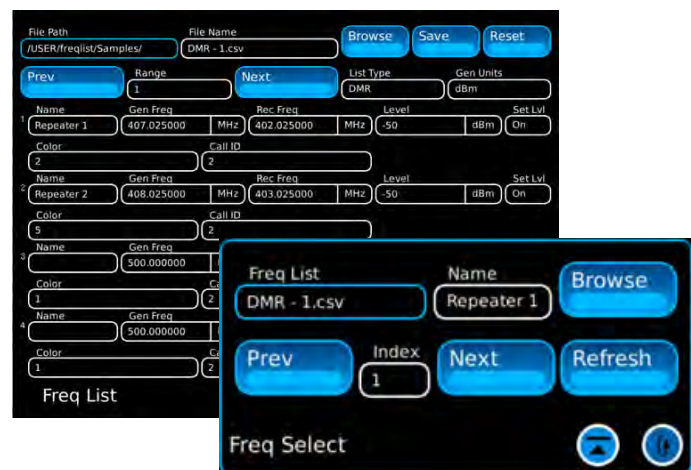 File Path File Name Browse Save Reset
/USER/freqlist/Samples/ DMR - 1.csv
Prev Range Next List Type Gen Units
1 DMR dBm
Name Gen Freq Rec Freq Level Set Lvl
1 Repeater 1 407.025000 MHz 402.025000 MHz -50 dBm On
Color Call ID
2 2
Name Gen Freq Rec Freq Level Set Lvl
2 Repeater 2 408.025000 MHz 403.025000 MHz -50 dBm On
Color Call ID
5 2
Name Gen Freq
3 500.000000
Color
1 2
Name Gen Freq
4 500.000000
Color
1 2
Freq List
Freq List Name Browse
DMR - 1.csv Repeater 1
Prev Index Next Refresh
1
Freq Select